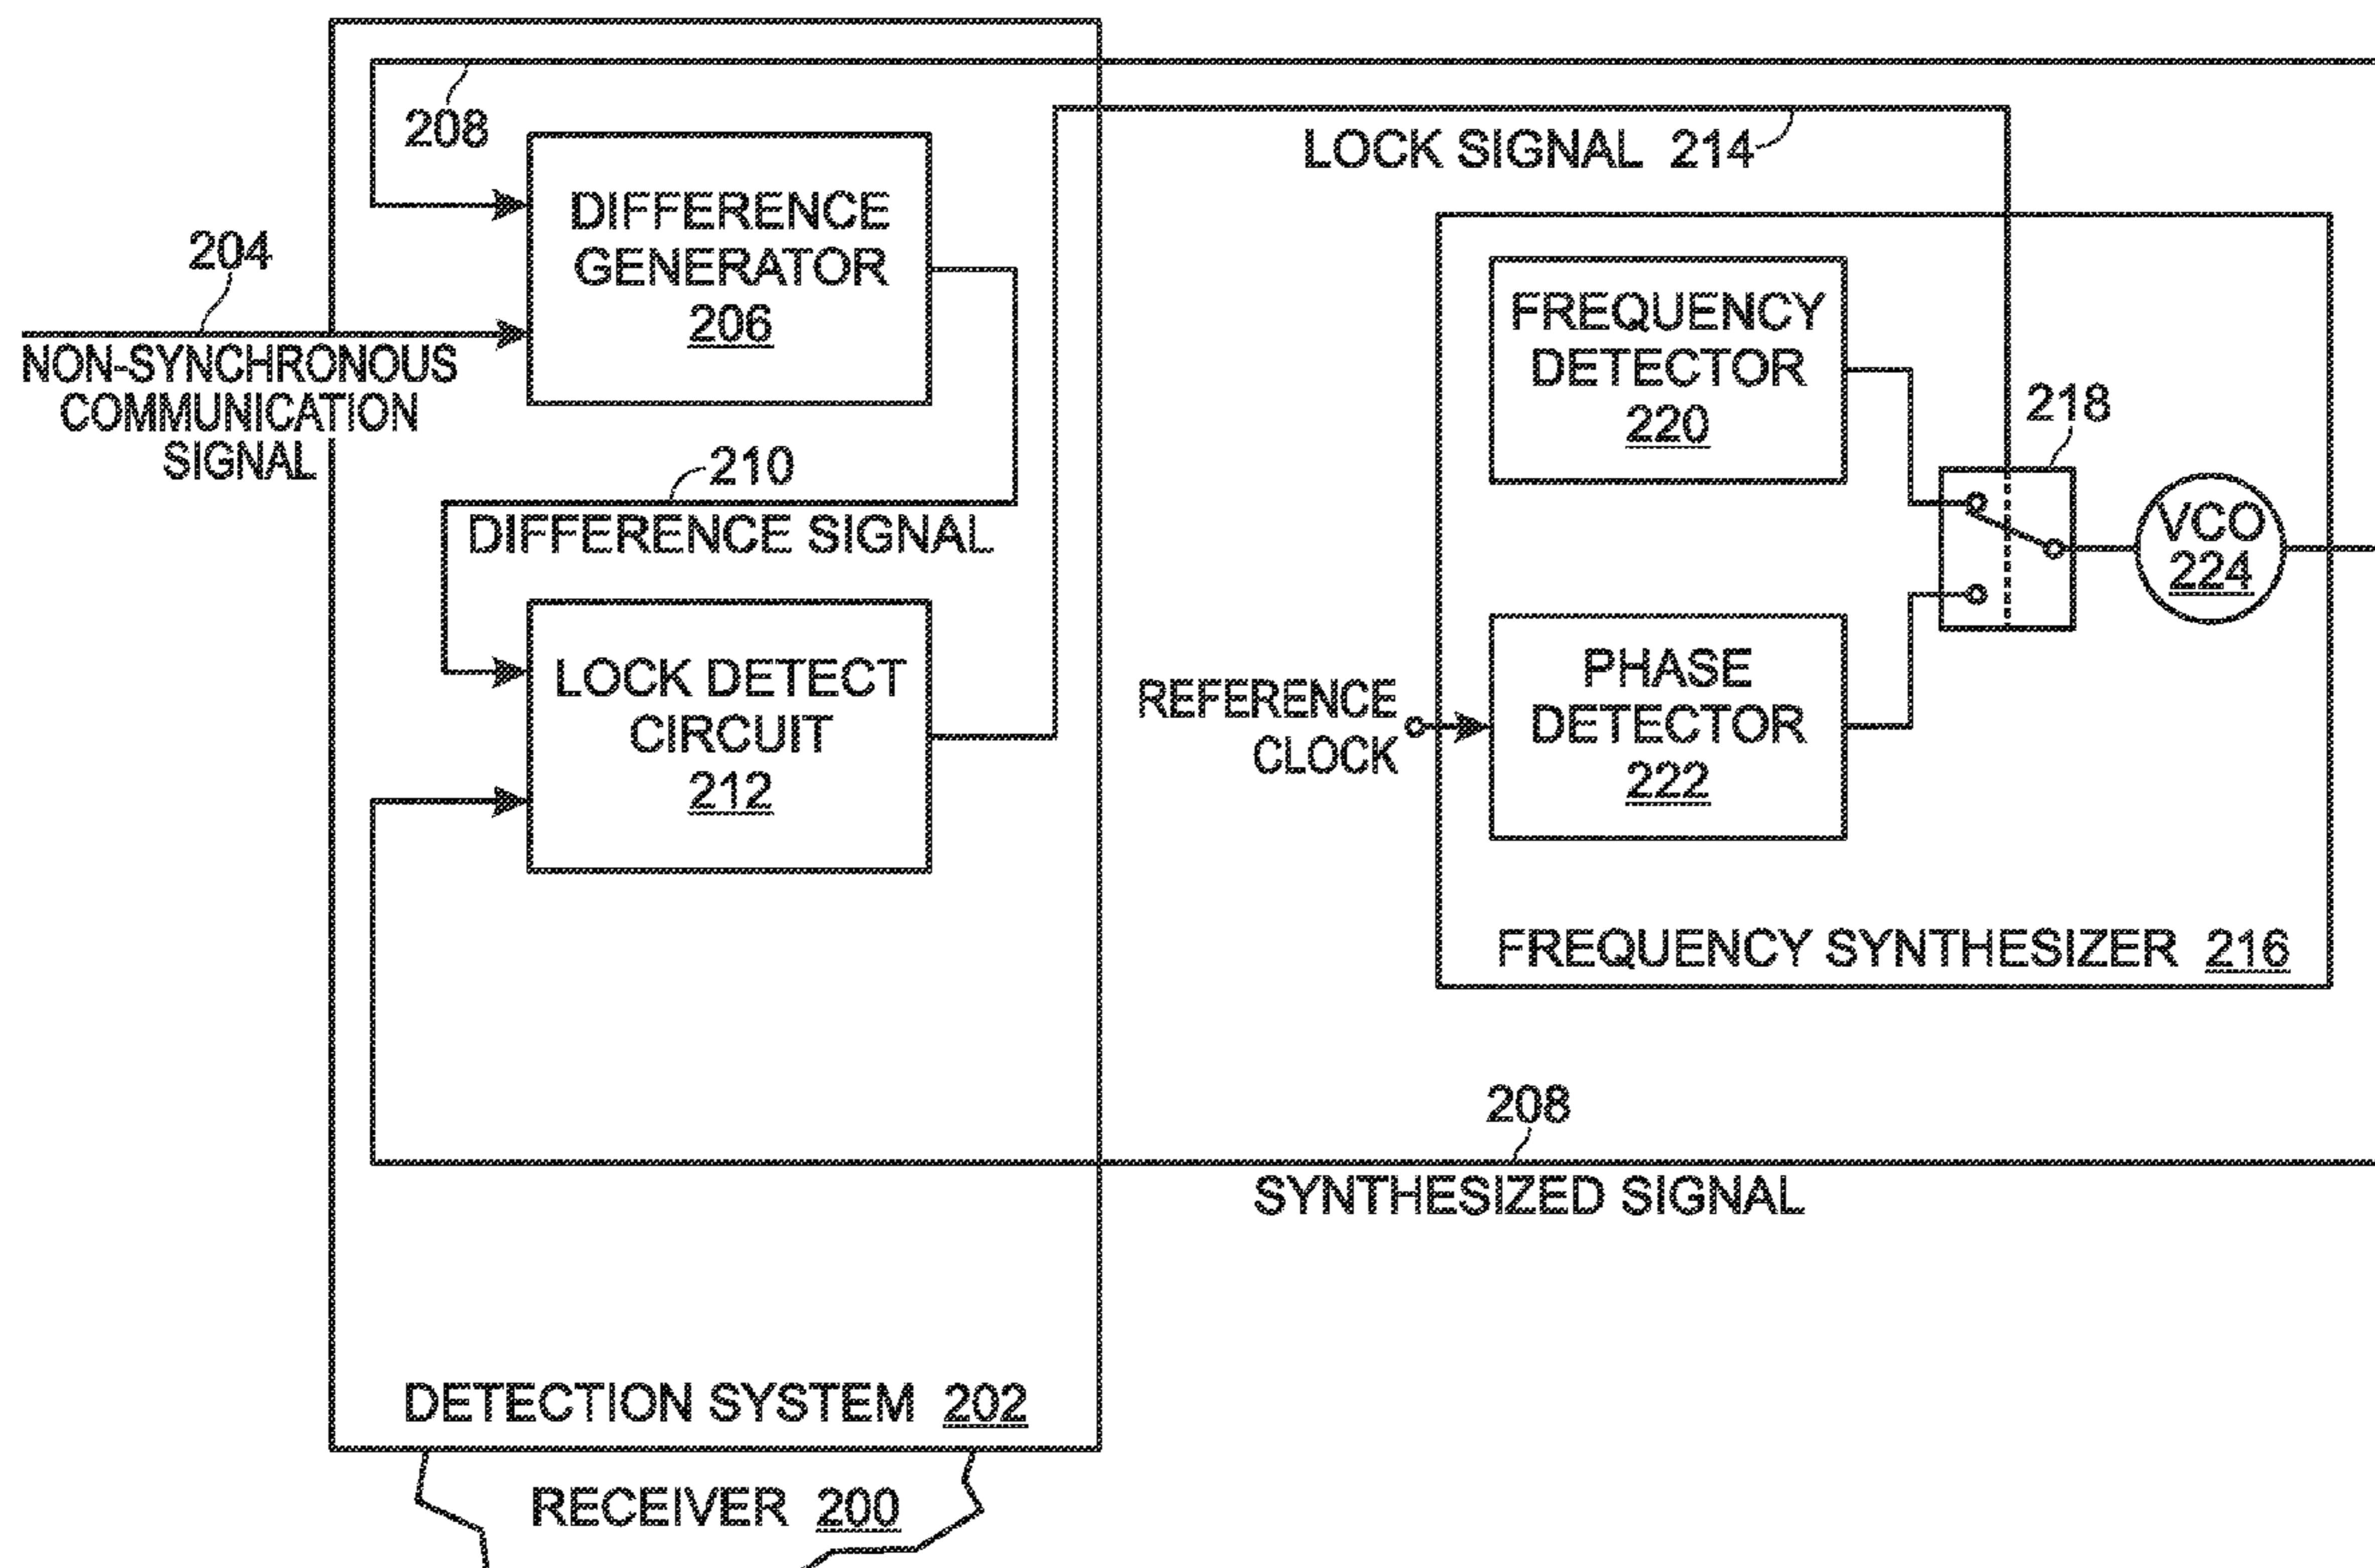 208
LOCK SIGNAL 214
DIFFERENCE
GENERATOR
206
204
NON-SYNCHRONOUS
COMMUNICATION
SIGNAL
FREQUENCY
DETECTOR
220
218
210
DIFFERENCE SIGNAL
VCO
224
LOCK DETECT
CIRCUIT
212
REFERENCE
CLOCK
PHASE
DETECTOR
222
FREQUENCY SYNTHESIZER 216
208
SYNTHESIZED SIGNAL
DETECTION SYSTEM 202
RECEIVER 200